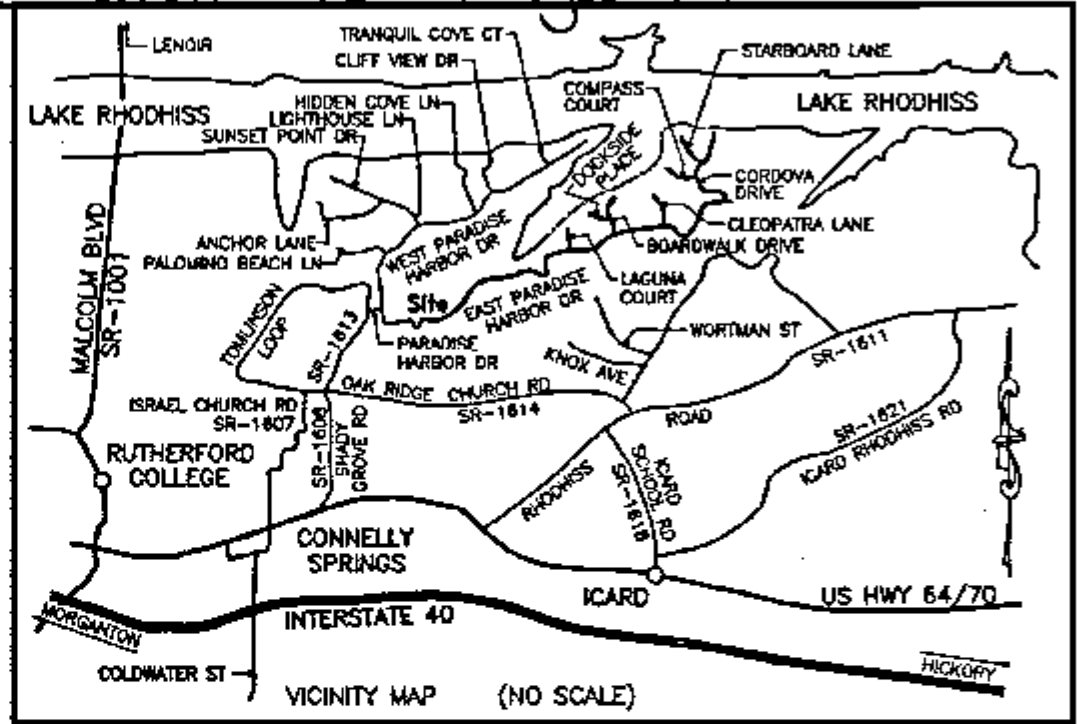 LENOIR
TRANQUIL COVE CT
CLIFF VIEW DR
STARBOARD LANE
COMPASS
COURT
LAKE RHODHISS
HIDDEN COVE LN
LIGHTHOUSE LN
SUNSET POINT DR
LAKE RHODHISS
DOCKSIDE
PLACE
CORDOVA
DRIVE
CLEOPATRA LANE
BOARDWALK DRIVE
ANCHOR LANE
PALOMINO BEACH LN
WEST PARADISE
HARBOR DR
LAGUNA
COURT
MALCOLM BLVD
SR-1001
Site
EAST PARADISE
HARBOR DR
TOMLINSON
LOOP
SR-1613
PARADISE
HARBOR DR
WORTMAN ST
KNOX AVE
SR-1611
OAK RIDGE CHURCH RD
SR-1614
ISRAEL CHURCH RD
SR-1607
ROAD
SR-1621
ICARD RHODHISS RD
RUTHERFORD
COLLEGE
SR-1606
SHADY
GROVE RD
RHODHISS
ICARD
SCHOOL RD
SR-1618
CONNELLY
SPRINGS
ICARD
US HWY 64/70
MORGANTON
INTERSTATE 40
HICKORY
COLDWATER ST
VICINITY MAP (NO SCALE)